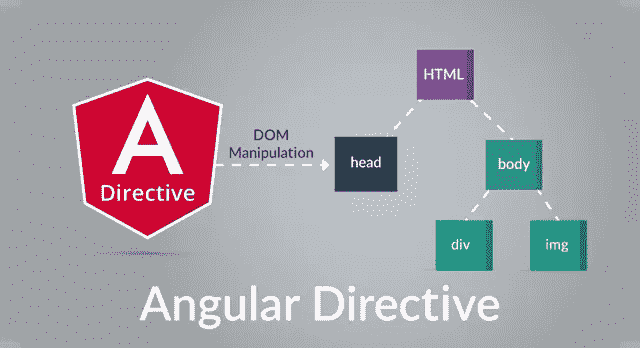 HTML
A
Directive
DOM
Manipulation
head
body
div
img
Angular Directive